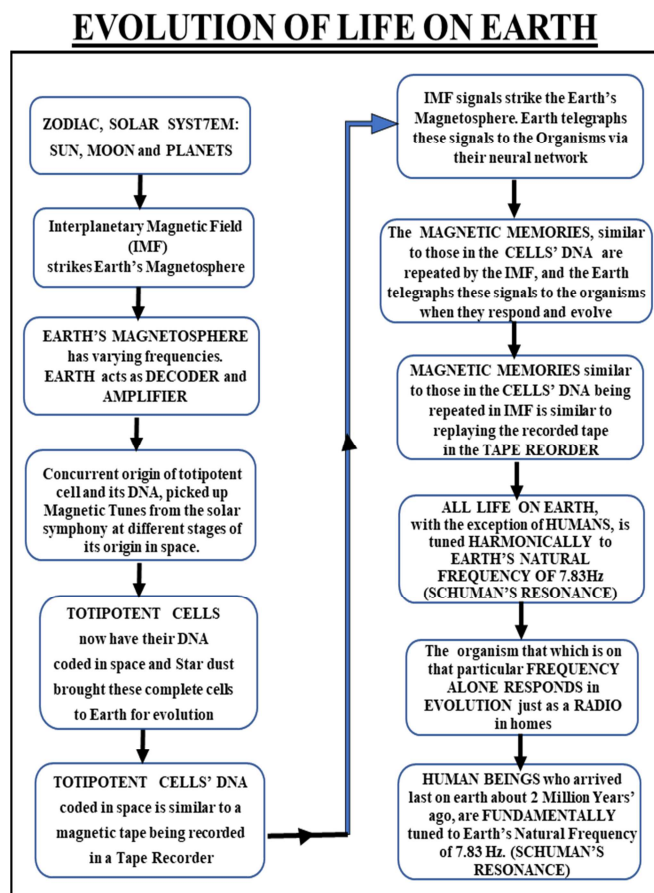 EVOLUTION OF LIFE ON EARTH
ZODIAC, SOLAR SYST7EM:
SUN, MOON and PLANETS
Interplanetary Magnetic Field
(IMF)
strikes Earth's Magnetosphere
EARTH'S MAGNETOSPHERE
has varying frequencies.
EARTH acts as DECODER and
AMPLIFIER
Concurrent origin of totipotent
cell and its DNA, picked up
Magnetic Tunes from the solar
symphony at different stages of
its origin in space.
TOTIPOTENT CELLS
now have their DNA
coded in space and Star dust
brought these complete cells
to Earth for evolution
TOTIPOTENT CELLS' DNA
coded in space is similar to a
magnetic tape being recorded
in a Tape Recorder
IMF signals strike the Earth's
Magnetosphere. Earth telegraphs
these signals to the Organisms via
their neural network
The MAGNETIC MEMORIES, similar
to those in the CELLS' DNA are
repeated by the IMF, and the Earth
telegraphs these signals to the organisms
when they respond and evolve
MAGNETIC MEMORIES similar
to those in the CELLS' DNA being
repeated in IMF is similar to
replaying the recorded tape
in the TAPE REORDER
ALL LIFE ON EARTH,
with the exception of HUMANS, is
tuned HARMONICALLY to
EARTH'S NATURAL
FREQUENCY OF 7.83Hz
(SCHUMAN'S RESONANCE)
The organism that which is on
that particular FREQUENCY
ALONE RESPONDS in
EVOLUTION just as a RADIO
in homes
HUMAN BEINGS who arrived
last on earth about 2 Million Years'
ago, are FUNDAMENTALLY
tuned to Earth's Natural Frequency
of 7.83 Hz. (SCHUMAN'S
RESONANCE)